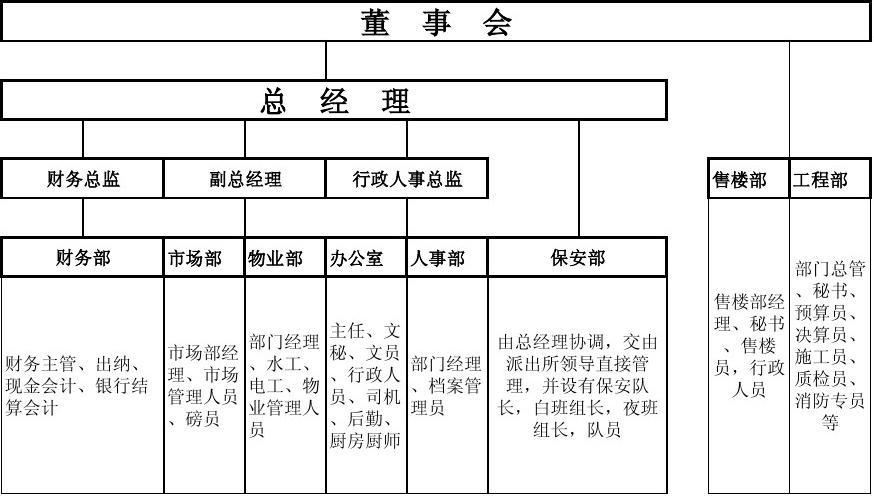 董 事 会
总 经 理
财务总监
副总经理
行政人事总监
售楼部
工程部
财务部
市场部
物业部
办公室
人事部
保安部
财务主管、出纳、
现金会计、银行结
算会计
市场部经
理、市场
管理人员
、磅员
部门经理
、水工、
电工、物
业管理人
员
主任、文
秘、文员
、行政人
员、司机
、后勤、
厨房厨师
部门经理
、档案管
理员
由总经理协调，交由
派出所领导直接管
理，并设有保安队
长，白班组长，夜班
组长，队员
售楼部经
理、秘书
、售楼
员，行政
人员
部门总管
、秘书、
预算员、
决算员、
施工员、
质检员、
消防专员
等